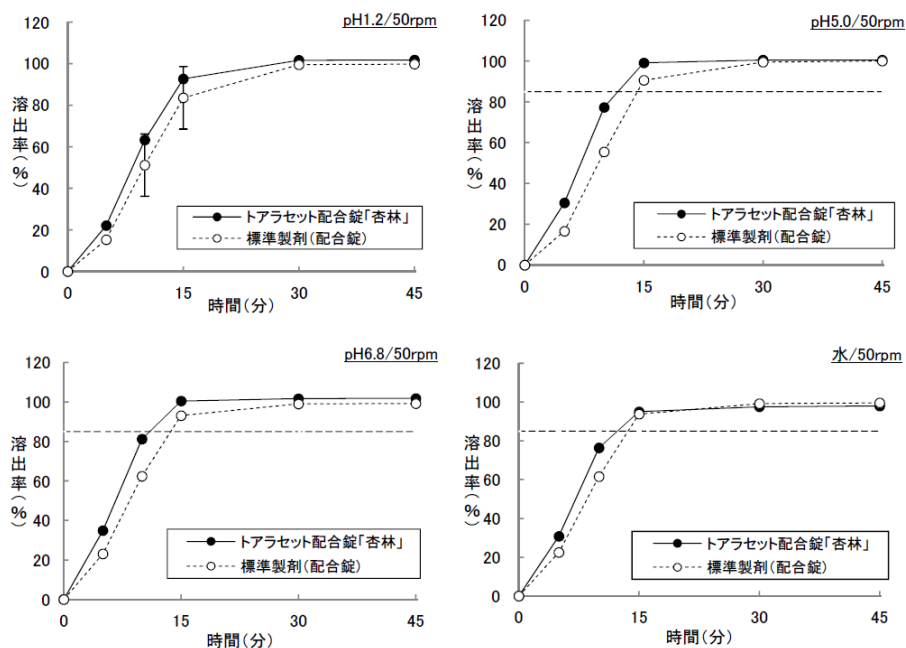 pH1.2/50rpm
120
100
80
60
40
20
0
溶出率(%)
トアラセット配合錠「杏林」
標準製剤(配合錠)
0 15 30 45
時間(分)
pH5.0/50rpm
120
100
80
60
40
20
0
溶出率(%)
トアラセット配合錠「杏林」
標準製剤(配合錠)
0 15 30 45
時間(分)
pH6.8/50rpm
120
100
80
60
40
20
0
溶出率(%)
トアラセット配合錠「杏林」
標準製剤(配合錠)
0 15 30 45
時間(分)
水/50rpm
120
100
80
60
40
20
0
溶出率(%)
トアラセット配合錠「杏林」
標準製剤(配合錠)
0 15 30 45
時間(分)